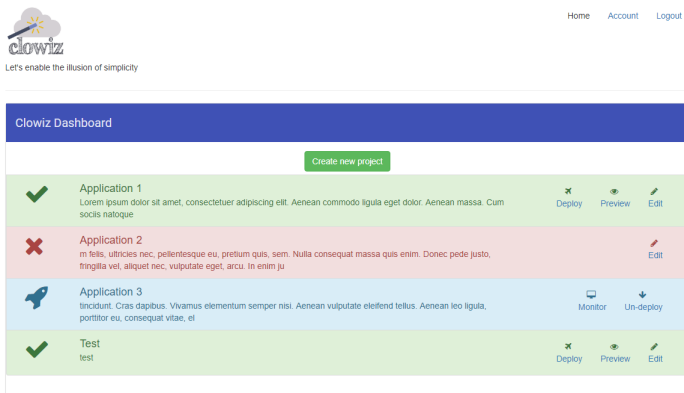 clowiz
Home Account Logout
Let's enable the illusion of simplicity
Clowiz Dashboard
Create new project
Application 1
Lorem ipsum dolor sit amet, consectetuer adipiscing elit. Aenean commodo ligula eget dolor. Aenean massa. Cum
sociis natoque
Deploy Preview Edit
Application 2
m felis, ultricies nec, pellentesque eu, pretium quis, sem. Nulla consequat massa quis enim. Donec pede justo,
fringilla vel, aliquet nec, vulputate eget, arcu. In enim ju
Edit
Application 3
tincidunt. Cras dapibus. Vivamus elementum semper nisi. Aenean vulputate eleifend tellus. Aenean leo ligula,
porttitor eu, consequat vitae, el
Monitor Un-deploy
Test
test
Deploy Preview Edit